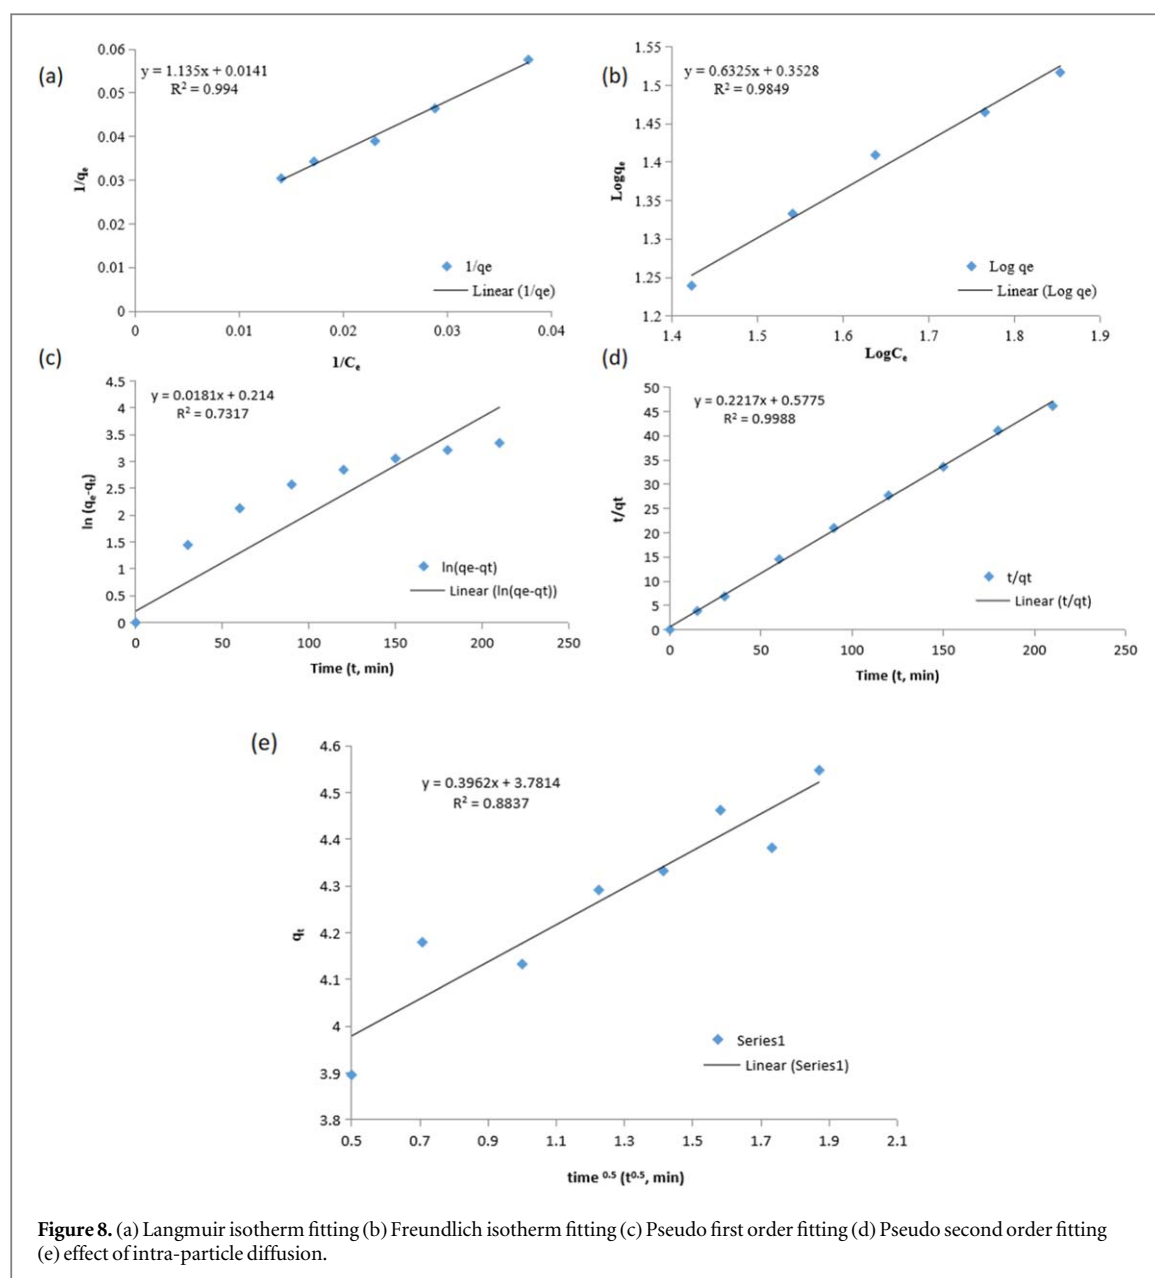 (a)
y = 1.135x + 0.0141
R² = 0.994
0.06
0.05
0.04
0.03
0.02
0.01
0
1/qₑ
0
0.01
0.02
0.03
0.04
1/Cₑ
1/qe
Linear (1/qe)
(b)
y = 0.6325x + 0.3528
R² = 0.9849
1.55
1.5
1.45
1.4
1.35
1.3
1.25
1.2
Logqₑ
1.4
1.5
1.6
1.7
1.8
1.9
LogCₑ
Log qe
Linear (Log qe)
(c)
y = 0.0181x + 0.214
R² = 0.7317
4.5
4
3.5
3
2.5
2
1.5
1
0.5
0
ln (qₑ-qₜ)
0
50
100
150
200
250
Time (t, min)
ln(qe-qt)
Linear (ln(qe-qt))
(d)
y = 0.2217x + 0.5775
R² = 0.9988
50
45
40
35
30
25
20
15
10
5
0
t/qt
0
50
100
150
200
250
Time (t, min)
t/qt
Linear (t/qt)
(e)
y = 0.3962x + 3.7814
R² = 0.8837
4.6
4.5
4.4
4.3
4.2
4.1
4
3.9
3.8
qₜ
0.5
0.7
0.9
1.1
1.3
1.5
1.7
1.9
2.1
time ⁰·⁵ (t⁰·⁵, min)
Series1
Linear (Series1)
Figure 8. (a) Langmuir isotherm fitting (b) Freundlich isotherm fitting (c) Pseudo first order fitting (d) Pseudo second order fitting
(e) effect of intra-particle diffusion.